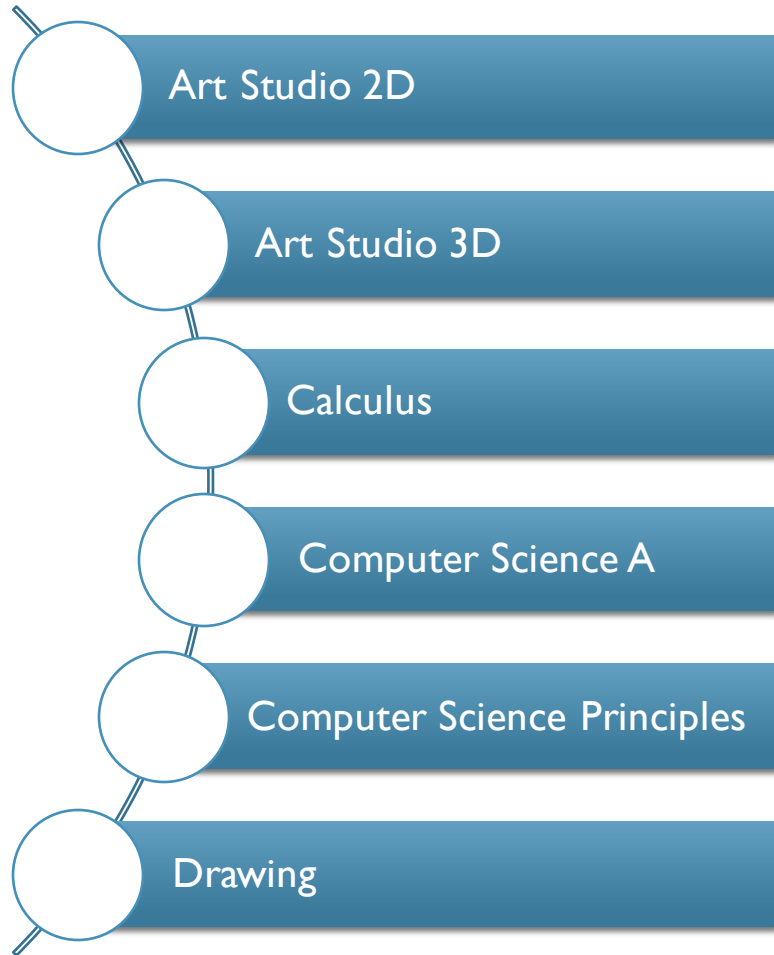 Art Studio 2D
Art Studio 3D
Calculus
Computer Science A
Computer Science Principles
Drawing